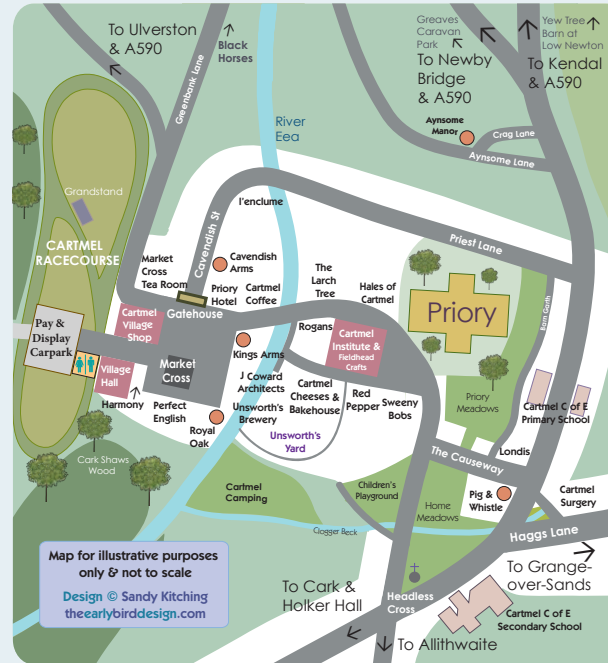 To Ulverston
& A590
Greenbank Lane
Black
Horses
Greaves
Caravan
Park
To Newby
Bridge
& A590
Yew Tree
Barn at
Low Newton
To Kendal
& A590
River
Eea
Aynsome
Manor
Crag Lane
Aynsome Lane
Grandstand
CARTMEL
RACECOURSE
l'enclume
Cavendish St
Priest Lane
Market
Cross
Tea Room
Cavendish
Arms
Priory
Hotel
Cartmel
Coffee
The
Larch
Tree
Hales of
Cartmel
Priory
Barn Garth
Pay &
Display
Carpark
Cartmel
Village
Shop
Gatehouse
Rogans
Cartmel
Institute &
Fieldhead
Crafts
Kings Arms
Village
Hall
Market
Cross
J Coward
Architects
Cartmel
Cheeses &
Bakehouse
Red
Pepper
Sweeny
Bobs
Priory
Meadows
Cartmel C of E
Primary School
Harmony
Perfect
English
Royal
Oak
Unsworth's
Brewery
Unsworth's
Yard
Londis
The Causeway
Cark Shaws
Wood
Cartmel
Camping
Children's
Playground
Home
Meadows
Pig &
Whistle
Cartmel
Surgery
Clogger Beck
Haggs Lane
Map for illustrative purposes
only & not to scale
Design © Sandy Kitching
theearlybirddesign.com
To Cark &
Holker Hall
Headless
Cross
To Grange-
over-Sands
Cartmel C of E
Secondary School
To Allithwaite